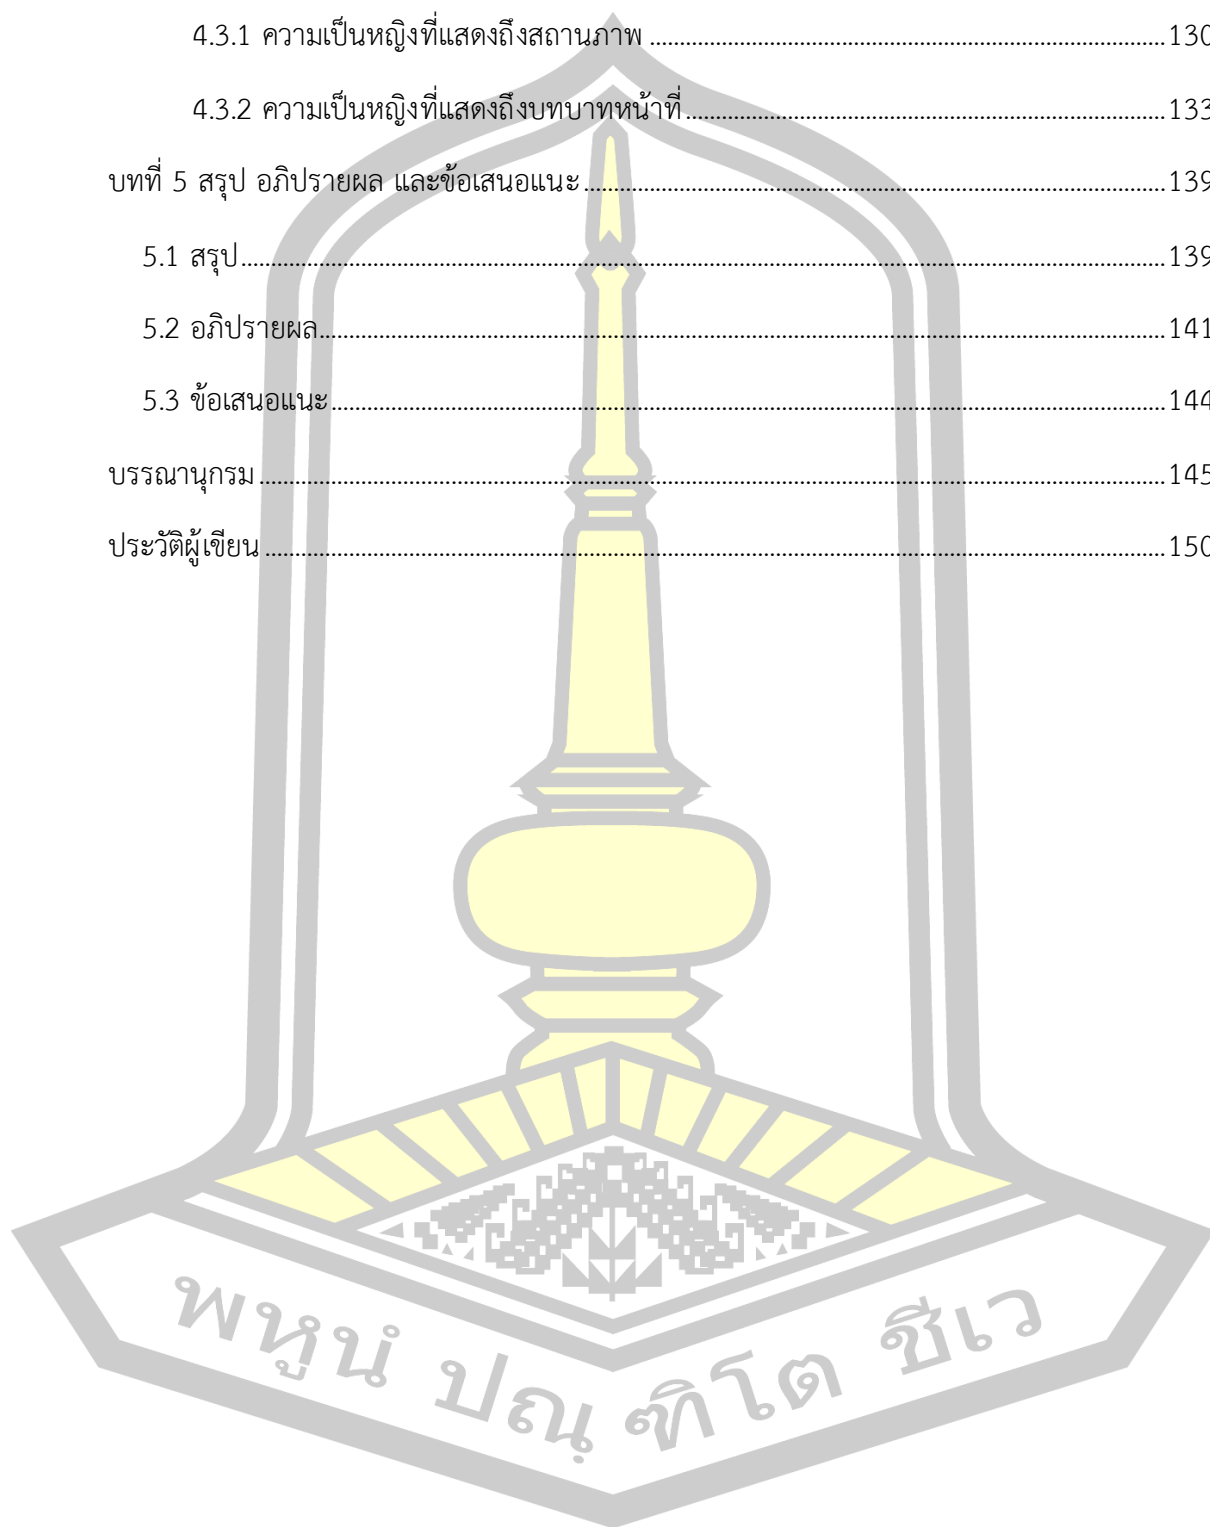 4.3.1 ความเป็นหญิงที่แสดงถึงสถานภาพ ........................................................................ 130
4.3.2 ความเป็นหญิงที่แสดงถึงบทบาทหน้าที่ ................................................................... 133
บทที่ 5 สรุป อภิปรายผล และข้อเสนอแนะ ................................................................................ 139
5.1 สรุป ........................................................................................................................ 139
5.2 อภิปรายผล ............................................................................................................. 141
5.3 ข้อเสนอแนะ ........................................................................................................... 144
บรรณานุกรม ..................................................................................................................... 145
ประวัติผู้เขียน .................................................................................................................... 150
พหูนํ ปณฺฑิโต ชีเว